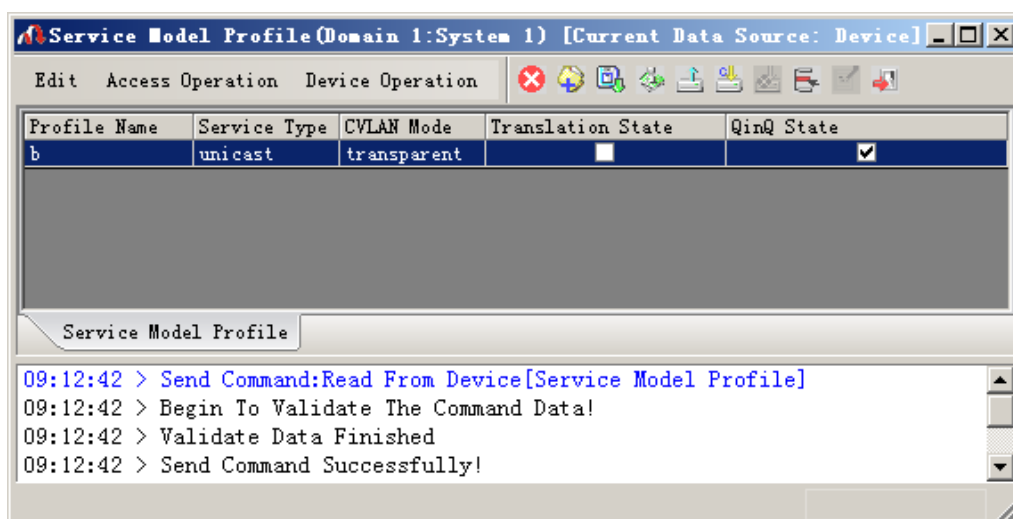 Service Model Profile(Domain 1:System 1) [Current Data Source: Device]
Edit Access Operation Device Operation
Profile Name Service Type CVLAN Mode Translation State QinQ State
b unicast transparent
Service Model Profile
09:12:42 > Send Command:Read From Device[Service Model Profile]
09:12:42 > Begin To Validate The Command Data!
09:12:42 > Validate Data Finished
09:12:42 > Send Command Successfully!